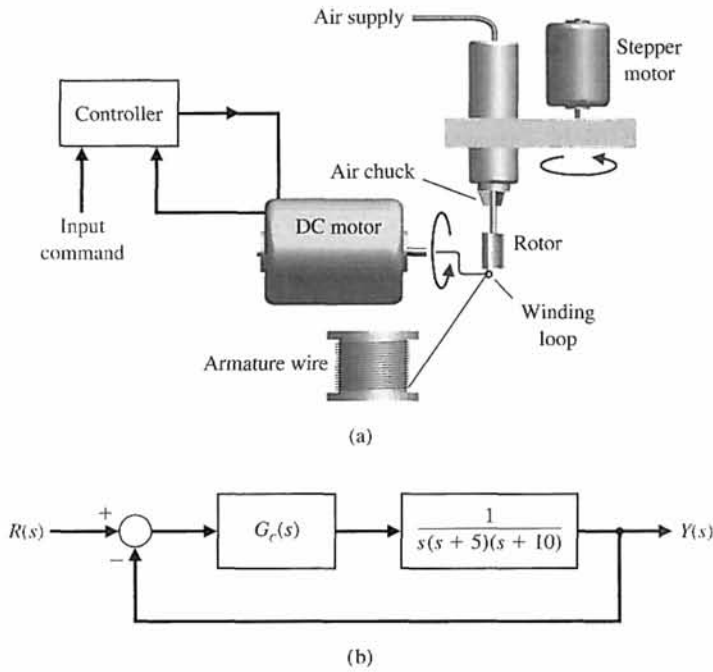 Air supply
Stepper
motor
Controller
Air chuck
Input
command
DC motor
Rotor
Winding
loop
Armature wire
(a)
R(s)
+
−
G_c(s)
1
s(s + 5)(s + 10)
Y(s)
(b)